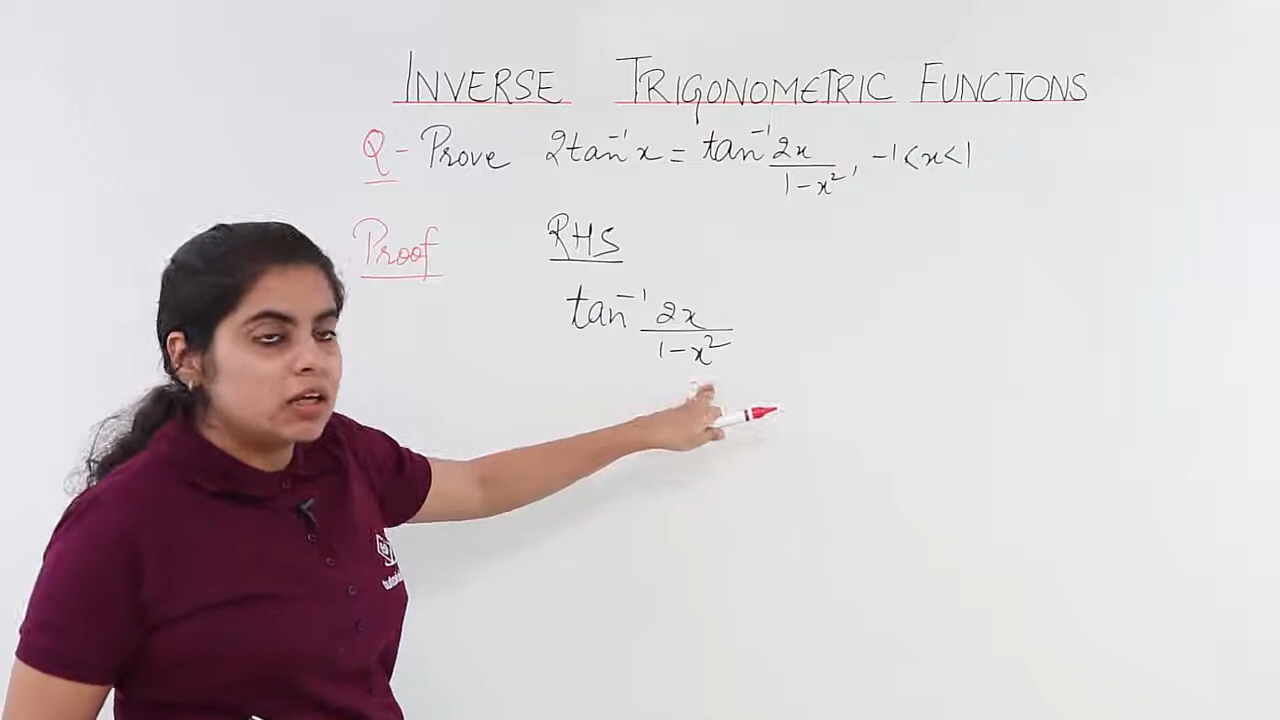 INVERSE TRIGONOMETRIC FUNCTIONS
Q- Prove 2tan⁻¹x = tan⁻¹ 2x/1-x², -1<x<1
Proof RHS
tan⁻¹ 2x/1-x²